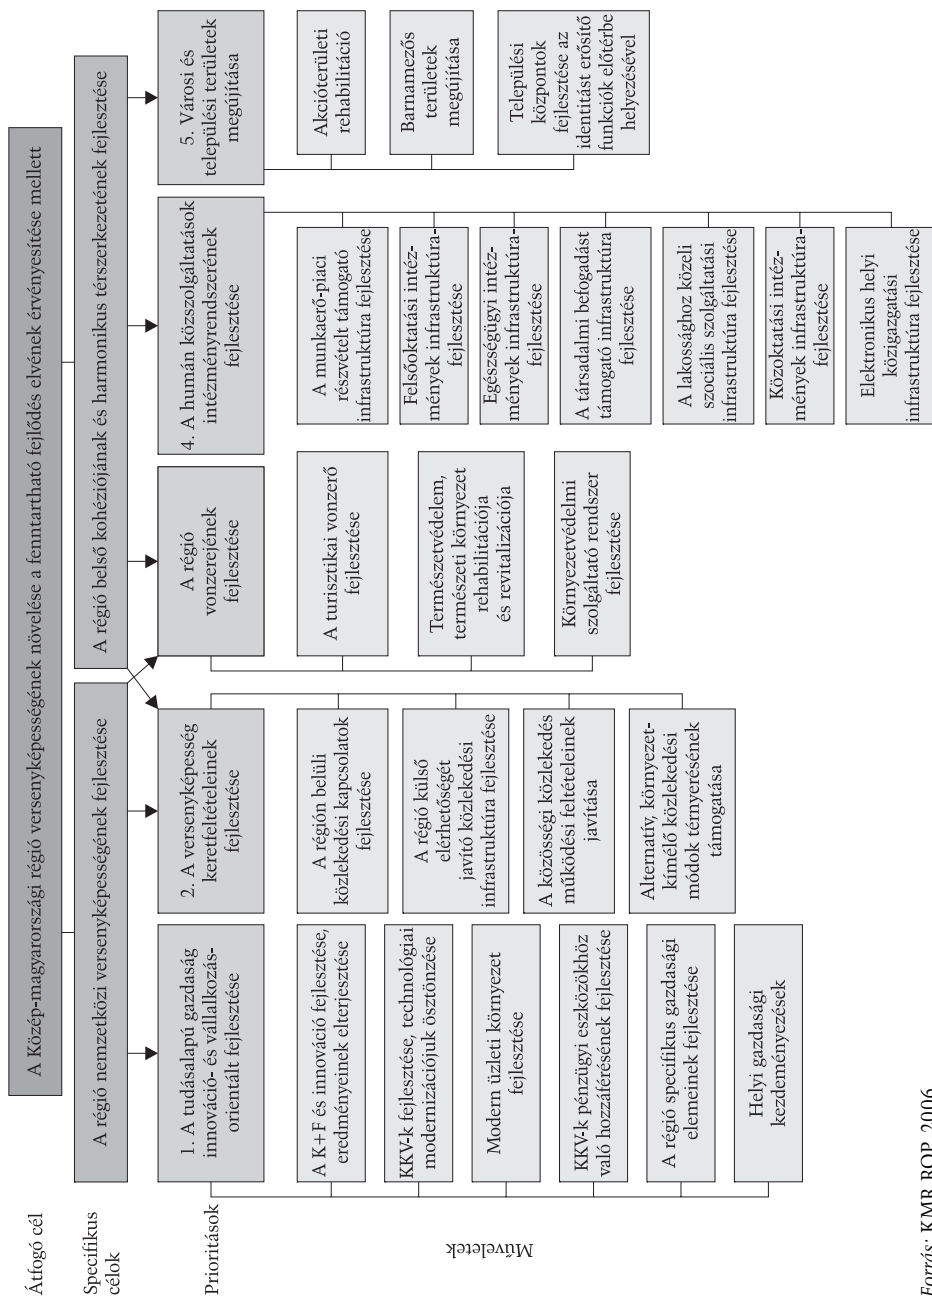 Átfogó cél
A Közép-magyarországi régió versenyképességének növelése a fenntartható fejlődés elvének érvényesítése mellett
Specifikus
célok
A régió nemzetközi versenyképességének fejlesztése
A régió belső kohéziójának és harmonikus térszerkezetének fejlesztése
Prioritások
1. A tudásalapú gazdaság
innováció- és vállalkozás-
orientált fejlesztése
2. A versenyképesség
keretfeltételeinek
fejlesztése
A régió
vonzerejének
fejlesztése
4. A humán közszolgáltatások
intézményrendszerének
fejlesztése
5. Városi és
települési területek
megújítása
Műveletek
A K+F és innováció fejlesztése,
eredményeinek elterjesztése
KKV-k fejlesztése, technológiai
modernizációjuk ösztönzése
Modern üzleti környezet
fejlesztése
KKV-k pénzügyi eszközökhöz
való hozzáférésének fejlesztése
A régió specifikus gazdasági
elemeinek fejlesztése
Helyi gazdasági
kezdeményezések
A régión belüli
közlekedési kapcsolatok
fejlesztése
A régió külső
elérhetőségét
javító közlekedési
infrastruktúra fejlesztése
A közösségi közlekedés
működési feltételeinek
javítása
Alternatív, környezet-
kímélő közlekedési
módok térnyerésének
támogatása
A turisztikai vonzerő
fejlesztése
Természetvédelem,
természeti környezet
rehabilitációja
és revitalizációja
Környezetvédelmi
szolgáltató rendszer
fejlesztése
A munkaerő-piaci
részvételt támogató
infrastruktúra fejlesztése
Felsőoktatási intéz-
mények infrastruktúra-
fejlesztése
Egészségügyi intéz-
mények infrastruktúra-
fejlesztése
A társadalmi befogadást
támogató infrastruktúra
fejlesztése
A lakossághoz közeli
szociális szolgáltatási
infrastruktúra fejlesztése
Közoktatási intéz-
mények infrastruktúra-
fejlesztése
Elektronikus helyi
közigazgatási
infrastruktúra fejlesztése
Akcióterületi
rehabilitáció
Barnamezős
területek
megújítása
Települési
központok
fejlesztése az
identitást erősítő
funkciók előtérbe
helyezésével
Forrás: KMR ROP, 2006